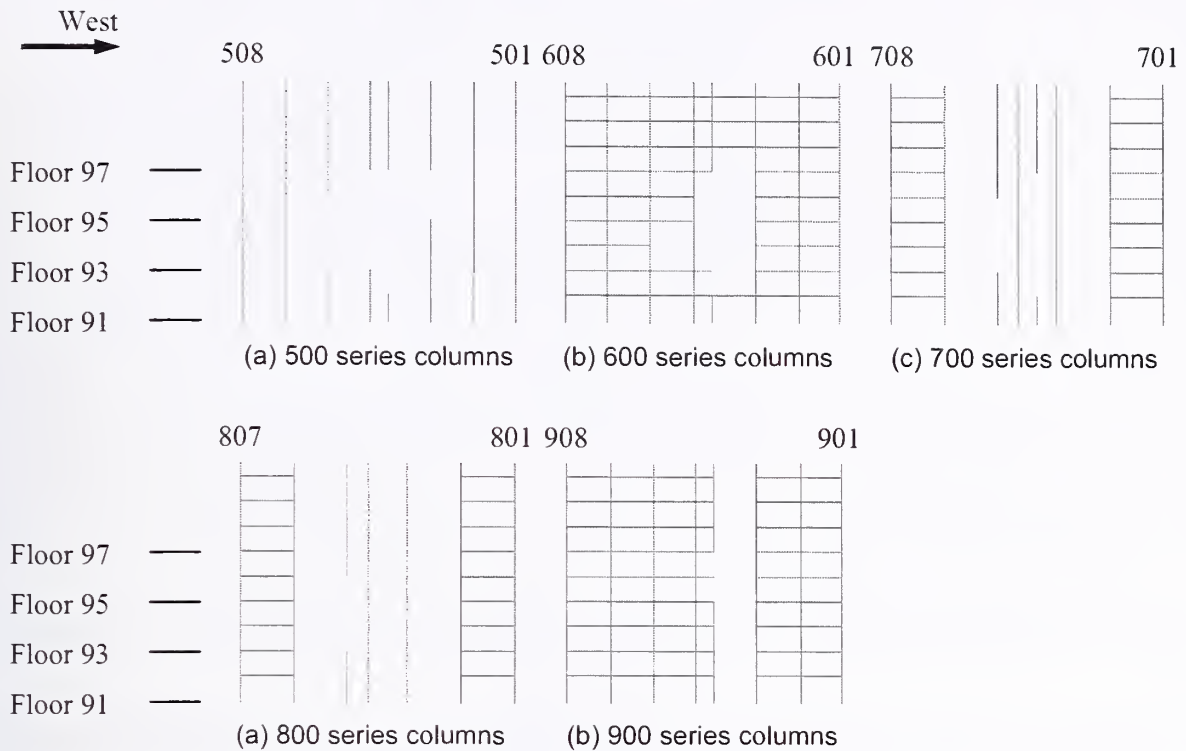 West
508 501 608 601 708 701
Floor 97
Floor 95
Floor 93
Floor 91
(a) 500 series columns (b) 600 series columns (c) 700 series columns
807 801 908 901
Floor 97
Floor 95
Floor 93
Floor 91
(a) 800 series columns (b) 900 series columns